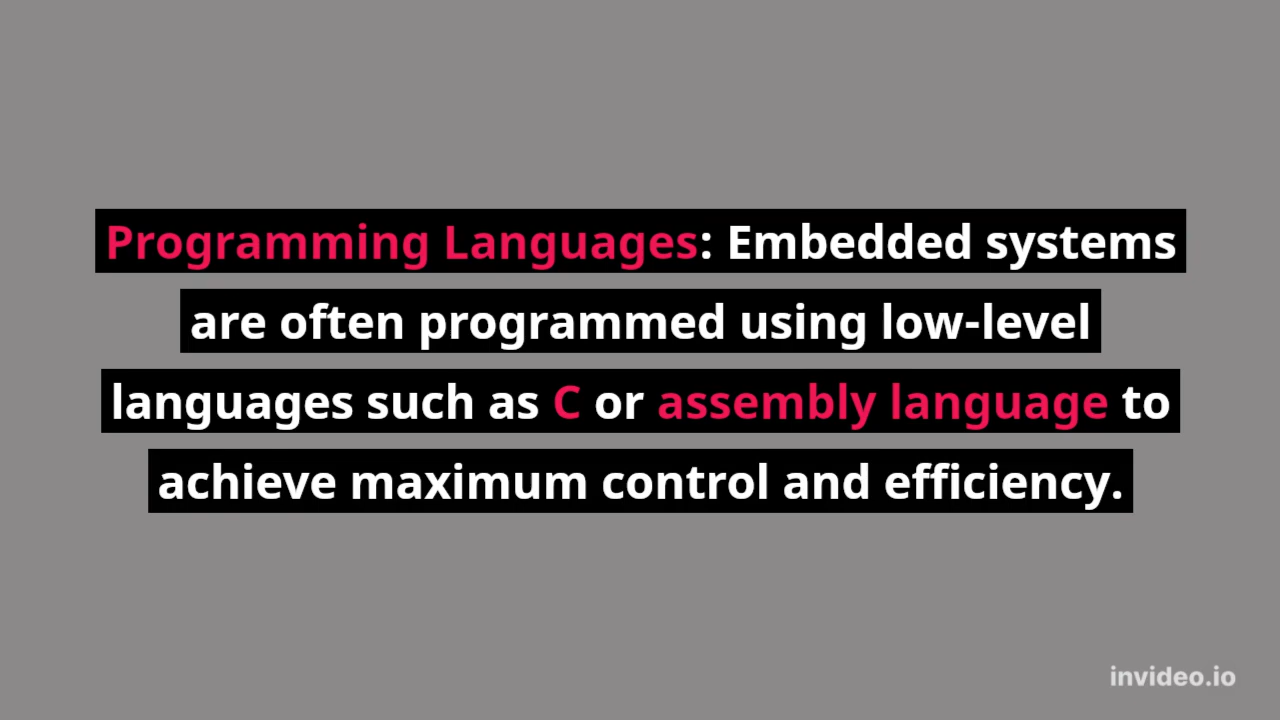 Programming Languages: Embedded systems
are often programmed using low-level
languages such as C or assembly language to
achieve maximum control and efficiency.
invideo.io